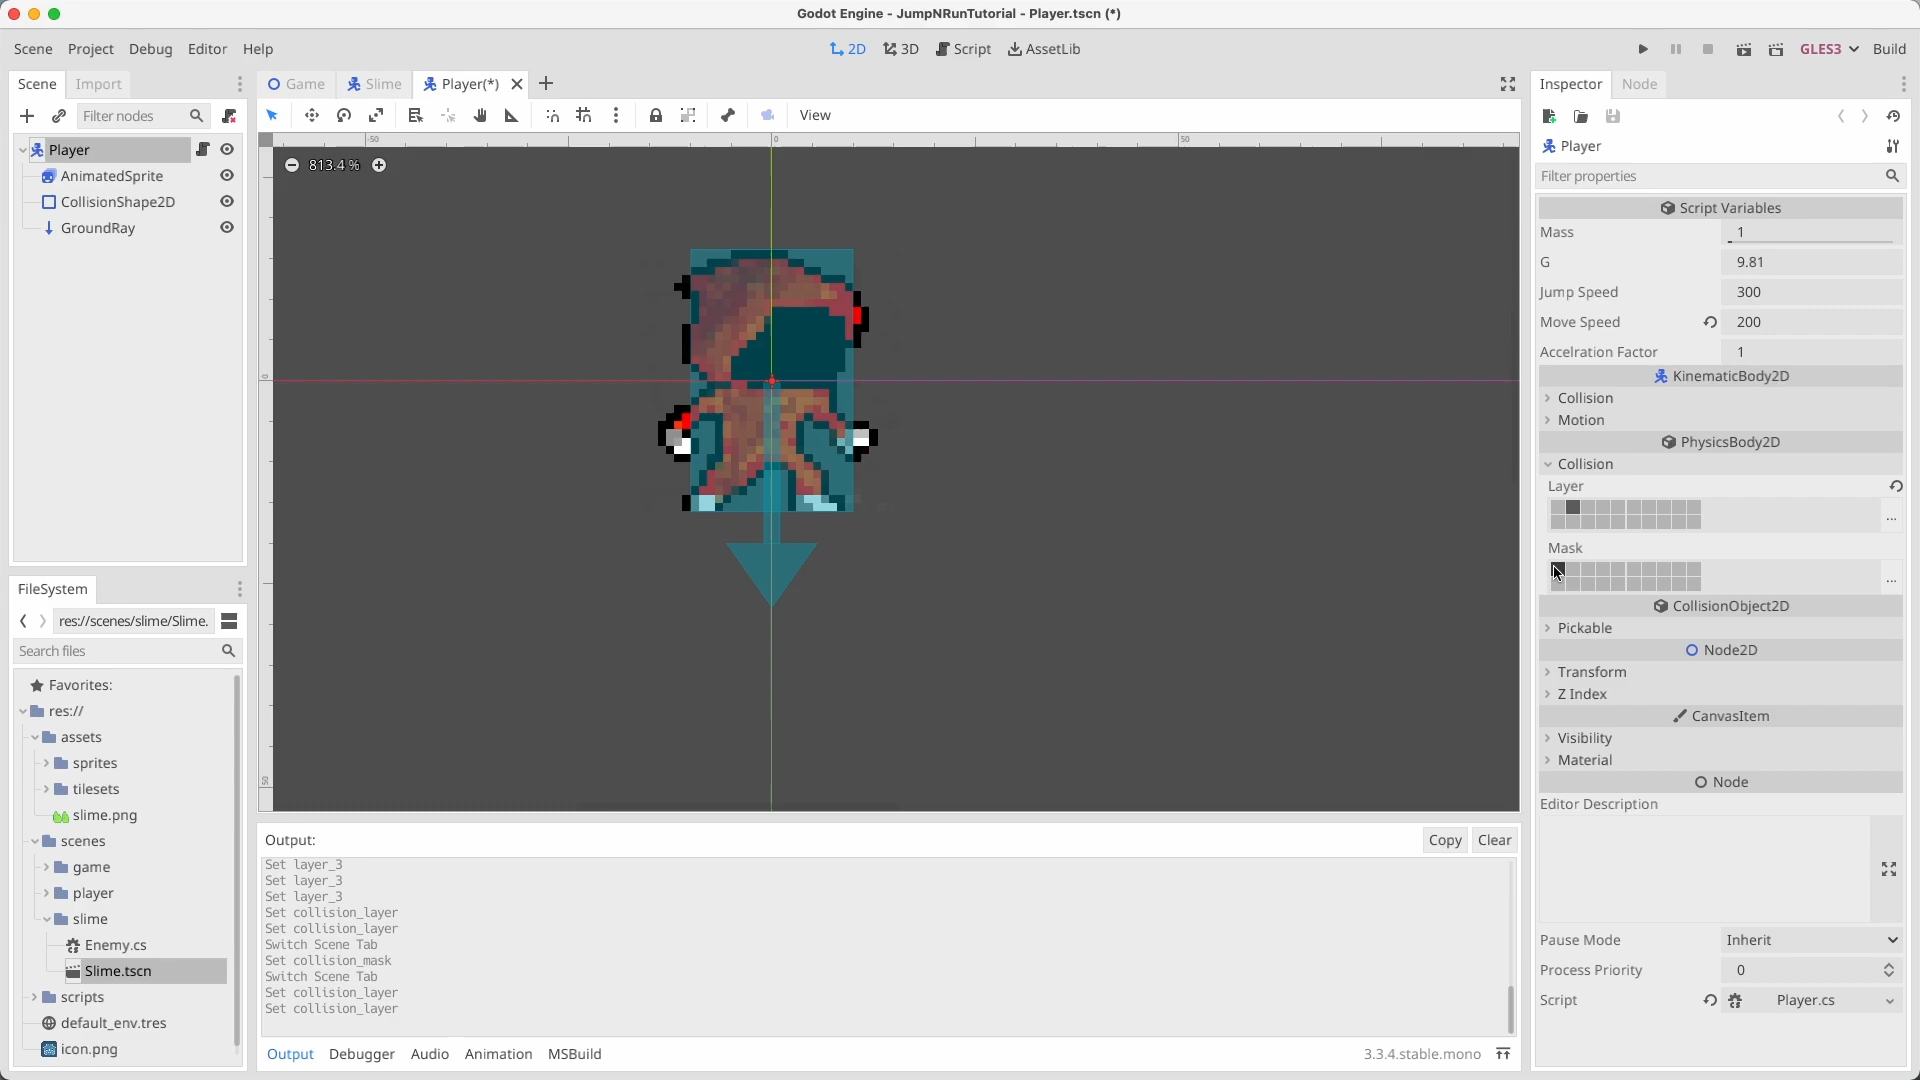 Godot Engine - JumpNRunTutorial - Player.tscn (*)
Scene Project Debug Editor Help
2D 3D Script AssetLib
GLES3 Build
Scene Import
Filter nodes
Player
AnimatedSprite
CollisionShape2D
GroundRay
FileSystem
res://scenes/slime/Slime.
Search files
Favorites:
res://
assets
sprites
tilesets
slime.png
scenes
game
player
slime
Enemy.cs
Slime.tscn
scripts
default_env.tres
icon.png
Game Slime Player(*)
View
-50 0 50
813.4 %
0
50
Output:
Copy Clear
Set layer_3
Set layer_3
Set layer_3
Set collision_layer
Set collision_layer
Switch Scene Tab
Set collision_mask
Switch Scene Tab
Set collision_layer
Set collision_layer
Output Debugger Audio Animation MSBuild
3.3.4.stable.mono
Inspector Node
Player
Filter properties
Script Variables
Mass 1
G 9.81
Jump Speed 300
Move Speed 200
Accelration Factor 1
KinematicBody2D
Collision
Motion
PhysicsBody2D
Collision
Layer
...
Mask
...
CollisionObject2D
Pickable
Node2D
Transform
Z Index
CanvasItem
Visibility
Material
Node
Editor Description
Pause Mode Inherit
Process Priority 0
Script Player.cs